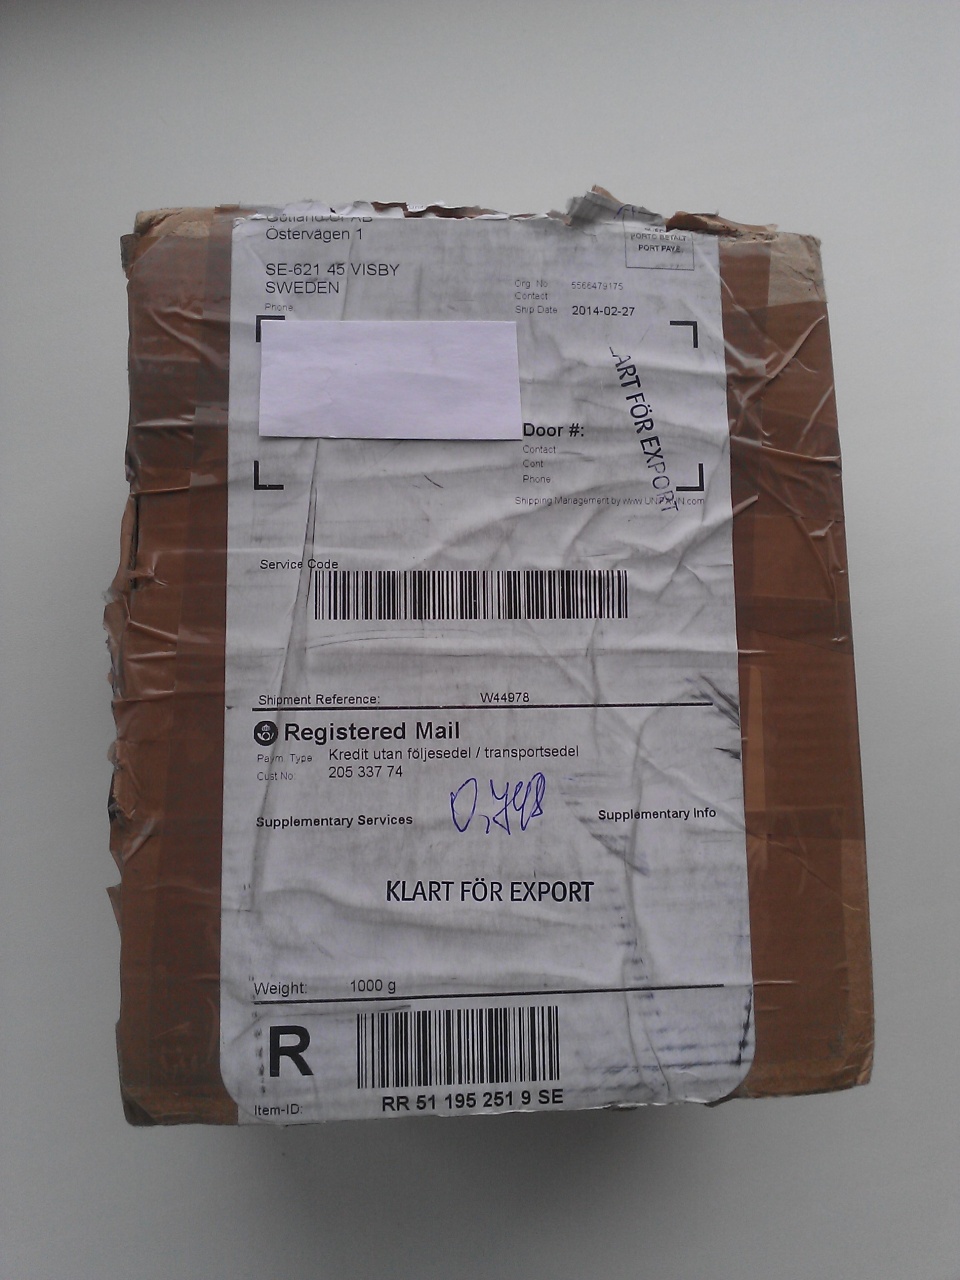 Östervägen 1
SE-621 45 VISBY
SWEDEN
Phone
PORTO BETALT
PORT PAYÉ
Org. No 5566479175
Contact
Ship Date 2014-02-27
KLART FÖR EXPORT
Door #:
Contact
Cont
Phone
Shipping Management by www.UNIFAUN.com
Service Code
Shipment Reference: W44978
Registered Mail
Paym. Type Kredit utan följesedel / transportsedel
Cust No 205 337 74
Supplementary Services
Supplementary Info
KLART FÖR EXPORT
Weight: 1000 g
R
Item-ID: RR 51 195 251 9 SE